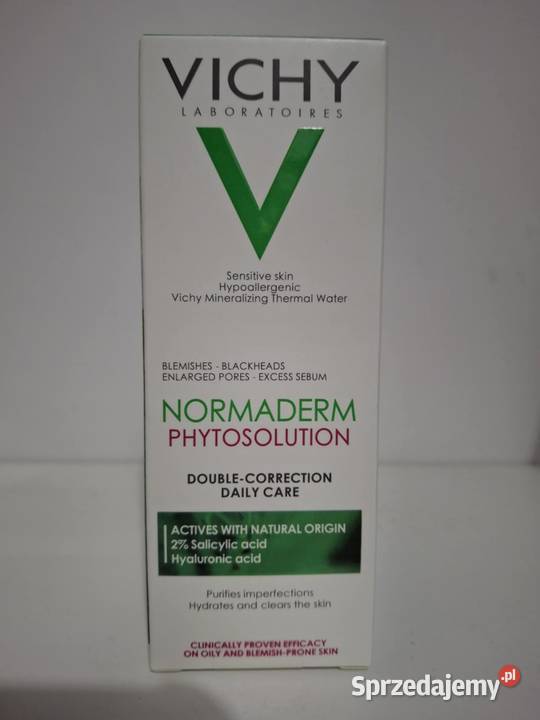 VICHY
LABORATOIRES
Sensitive skin
Hypoallergenic
Vichy Mineralizing Thermal Water
BLEMISHES - BLACKHEADS
ENLARGED PORES - EXCESS SEBUM
NORMADERM
PHYTOSOLUTION
DOUBLE-CORRECTION
DAILY CARE
ACTIVES WITH NATURAL ORIGIN
2% Salicylic acid
Hyaluronic acid
Purifies imperfections
Hydrates and clears the skin
CLINICALLY PROVEN EFFICACY
ON OILY AND BLEMISH-PRONE SKIN
Sprzedajemy.pl